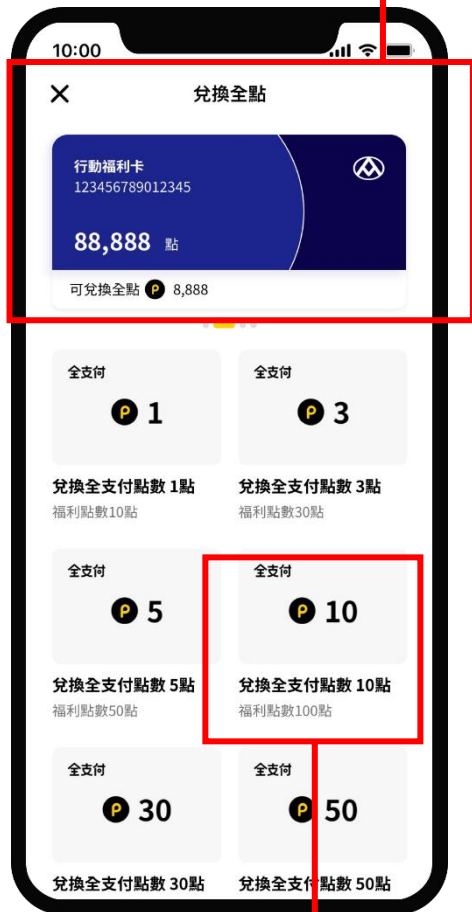 10:00
兌換全點
行動福利卡
123456789012345
88,888 點
可兌換全點 P 8,888
全支付
P 1
全支付
P 3
兌換全支付點數 1點
福利點數10點
兌換全支付點數 3點
福利點數30點
全支付
P 5
全支付
P 10
兌換全支付點數 5點
福利點數50點
兌換全支付點數 10點
福利點數100點
全支付
P 30
全支付
P 50
兌換全支付點數 30點
兌換全支付點數 50點